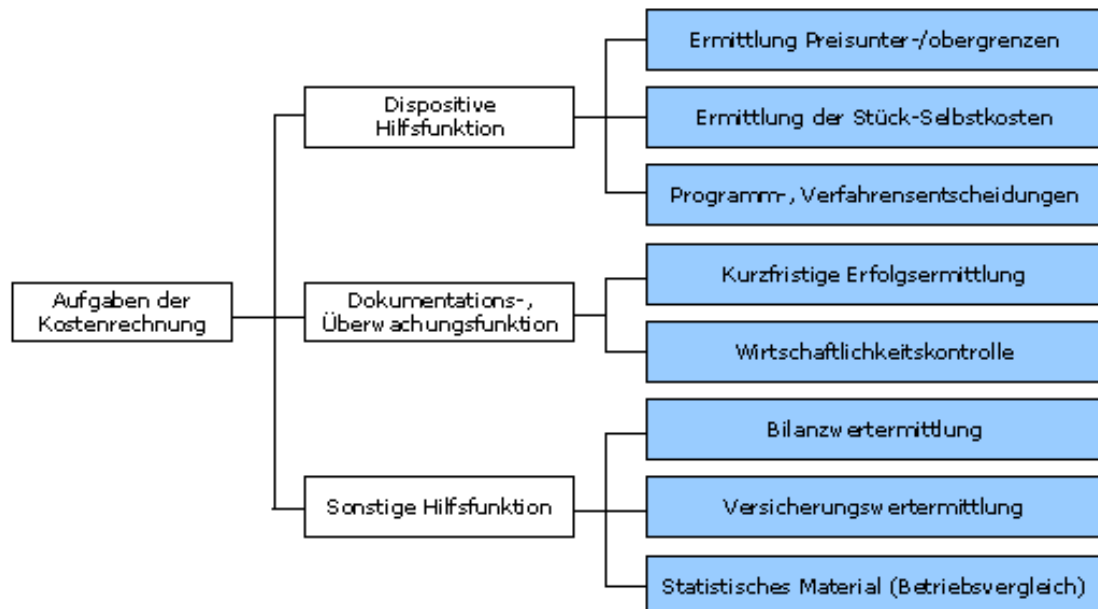 Aufgaben der
Kostenrechnung
Dispositive
Hilfsfunktion
Ermittlung Preisunter-/obergrenzen
Ermittlung der Stück-Selbstkosten
Programm-, Verfahrensentscheidungen
Dokumentations-,
Überwachungsfunktion
Kurzfristige Erfolgsermittlung
Wirtschaftlichkeitskontrolle
Sonstige Hilfsfunktion
Bilanzwertermittlung
Versicherungswertermittlung
Statistisches Material (Betriebsvergleich)